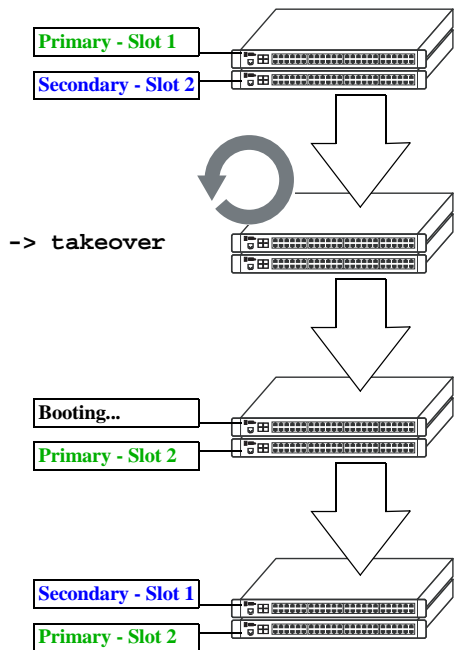 Primary - Slot 1
Secondary - Slot 2
-> takeover
Booting...
Primary - Slot 2
Secondary - Slot 1
Primary - Slot 2